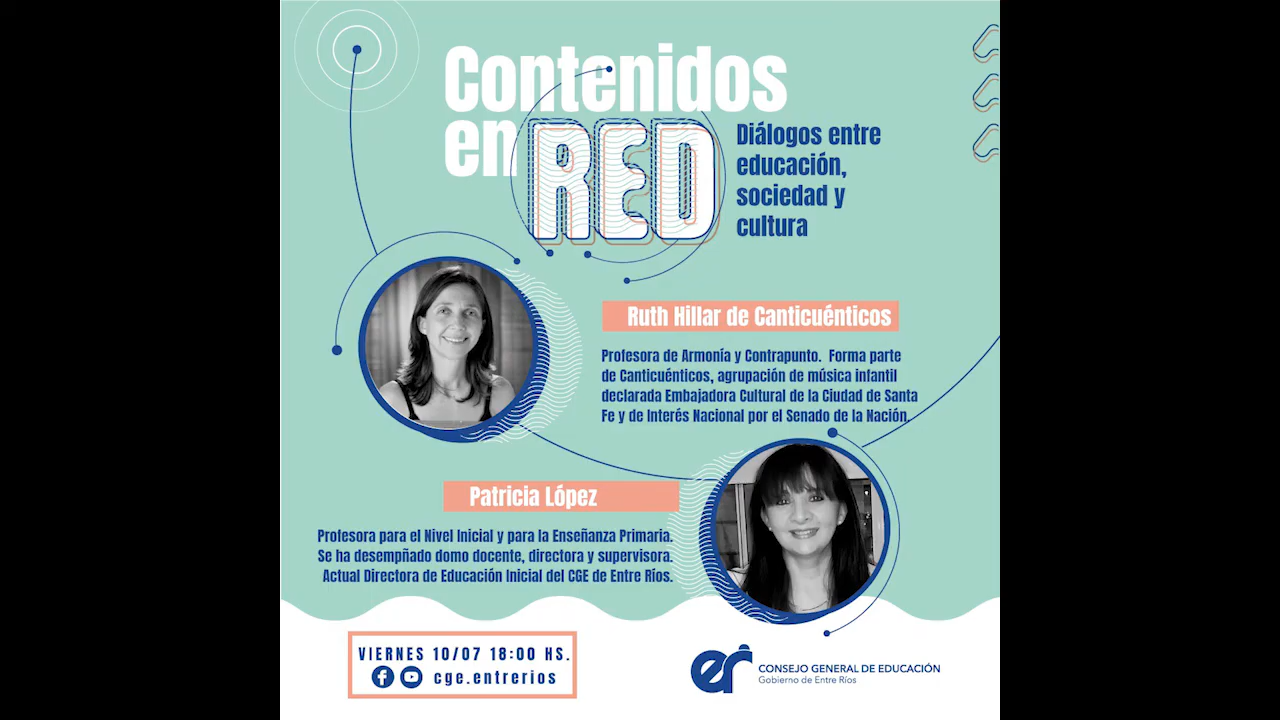 Contenidos
en RED
Diálogos entre
educación,
sociedad y
cultura
Ruth Hillar de Canticuénticos
Profesora de Armonía y Contrapunto. Forma parte
de Canticuénticos, agrupación de música infantil
declarada Embajadora Cultural de la Ciudad de Santa
Fe y de Interés Nacional por el Senado de la Nación.
Patricia López
Profesora para el Nivel Inicial y para la Enseñanza Primaria.
Se ha desempñado domo docente, directora y supervisora.
Actual Directora de Educación Inicial del CGE de Entre Ríos.
VIERNES 10/07 18:00 HS.
cge.entrerios
er
CONSEJO GENERAL DE EDUCACIÓN
Gobierno de Entre Ríos